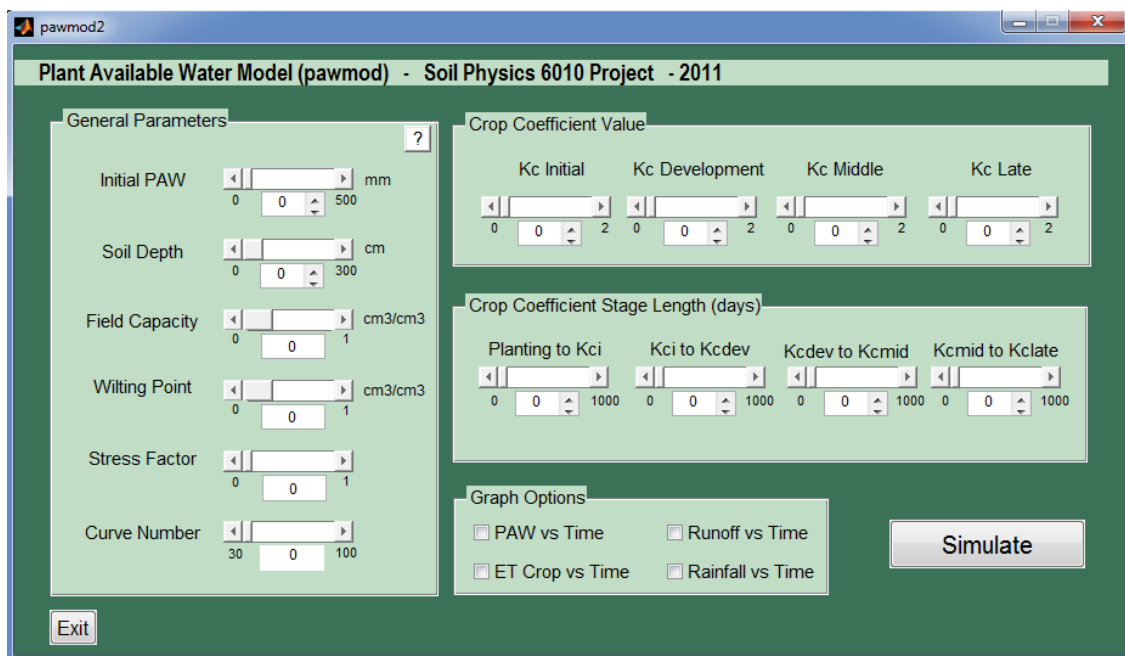 pawmod2
Plant Available Water Model (pawmod) - Soil Physics 6010 Project - 2011
General Parameters
?
Initial PAW
mm
0 0 500
Soil Depth
cm
0 0 300
Field Capacity
cm3/cm3
0 0 1
Wilting Point
cm3/cm3
0 0 1
Stress Factor
0 0 1
Curve Number
30 0 100
Crop Coefficient Value
Kc Initial Kc Development Kc Middle Kc Late
0 0 2 0 0 2 0 0 2 0 0 2
Crop Coefficient Stage Length (days)
Planting to Kci Kci to Kcdev Kcdev to Kcmid Kcmid to Kclate
0 0 1000 0 0 1000 0 0 1000 0 0 1000
Graph Options
PAW vs Time Runoff vs Time
ET Crop vs Time Rainfall vs Time
Simulate
Exit